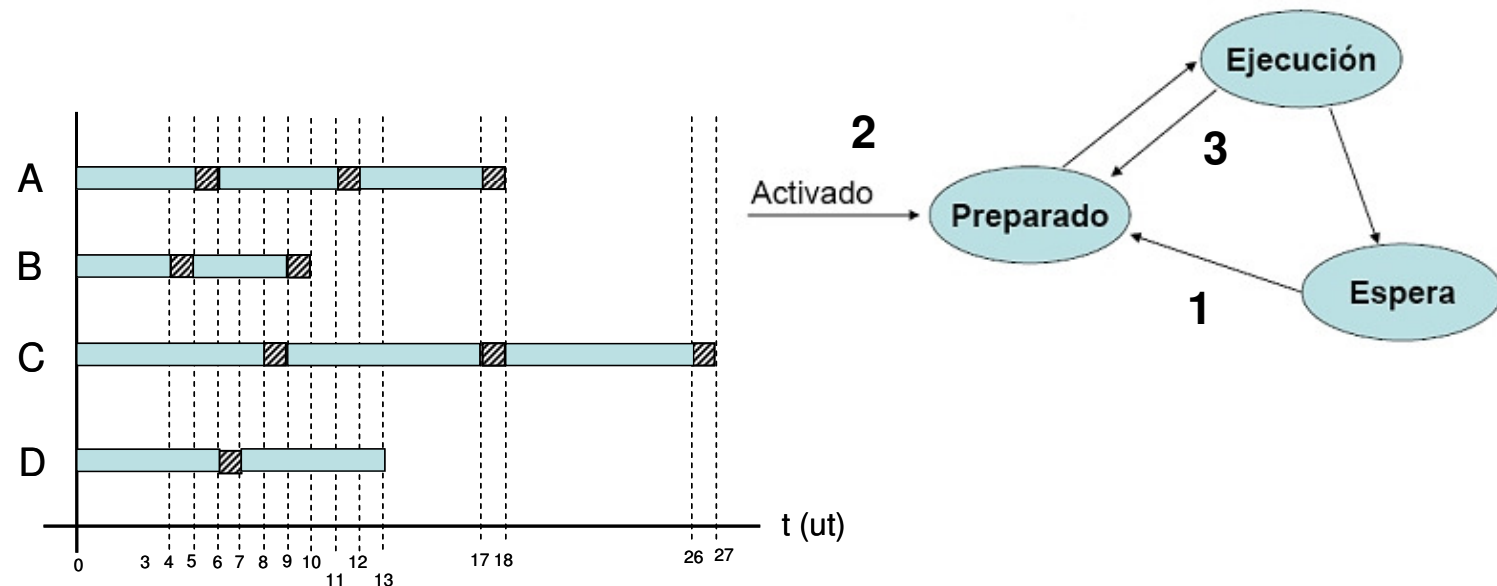 A
B
C
D
t (ut)
0 3 4 5 6 7 8 9 10 12 17 18 26 27
11 13
Ejecución
2
3
Activado
Preparado
Espera
1